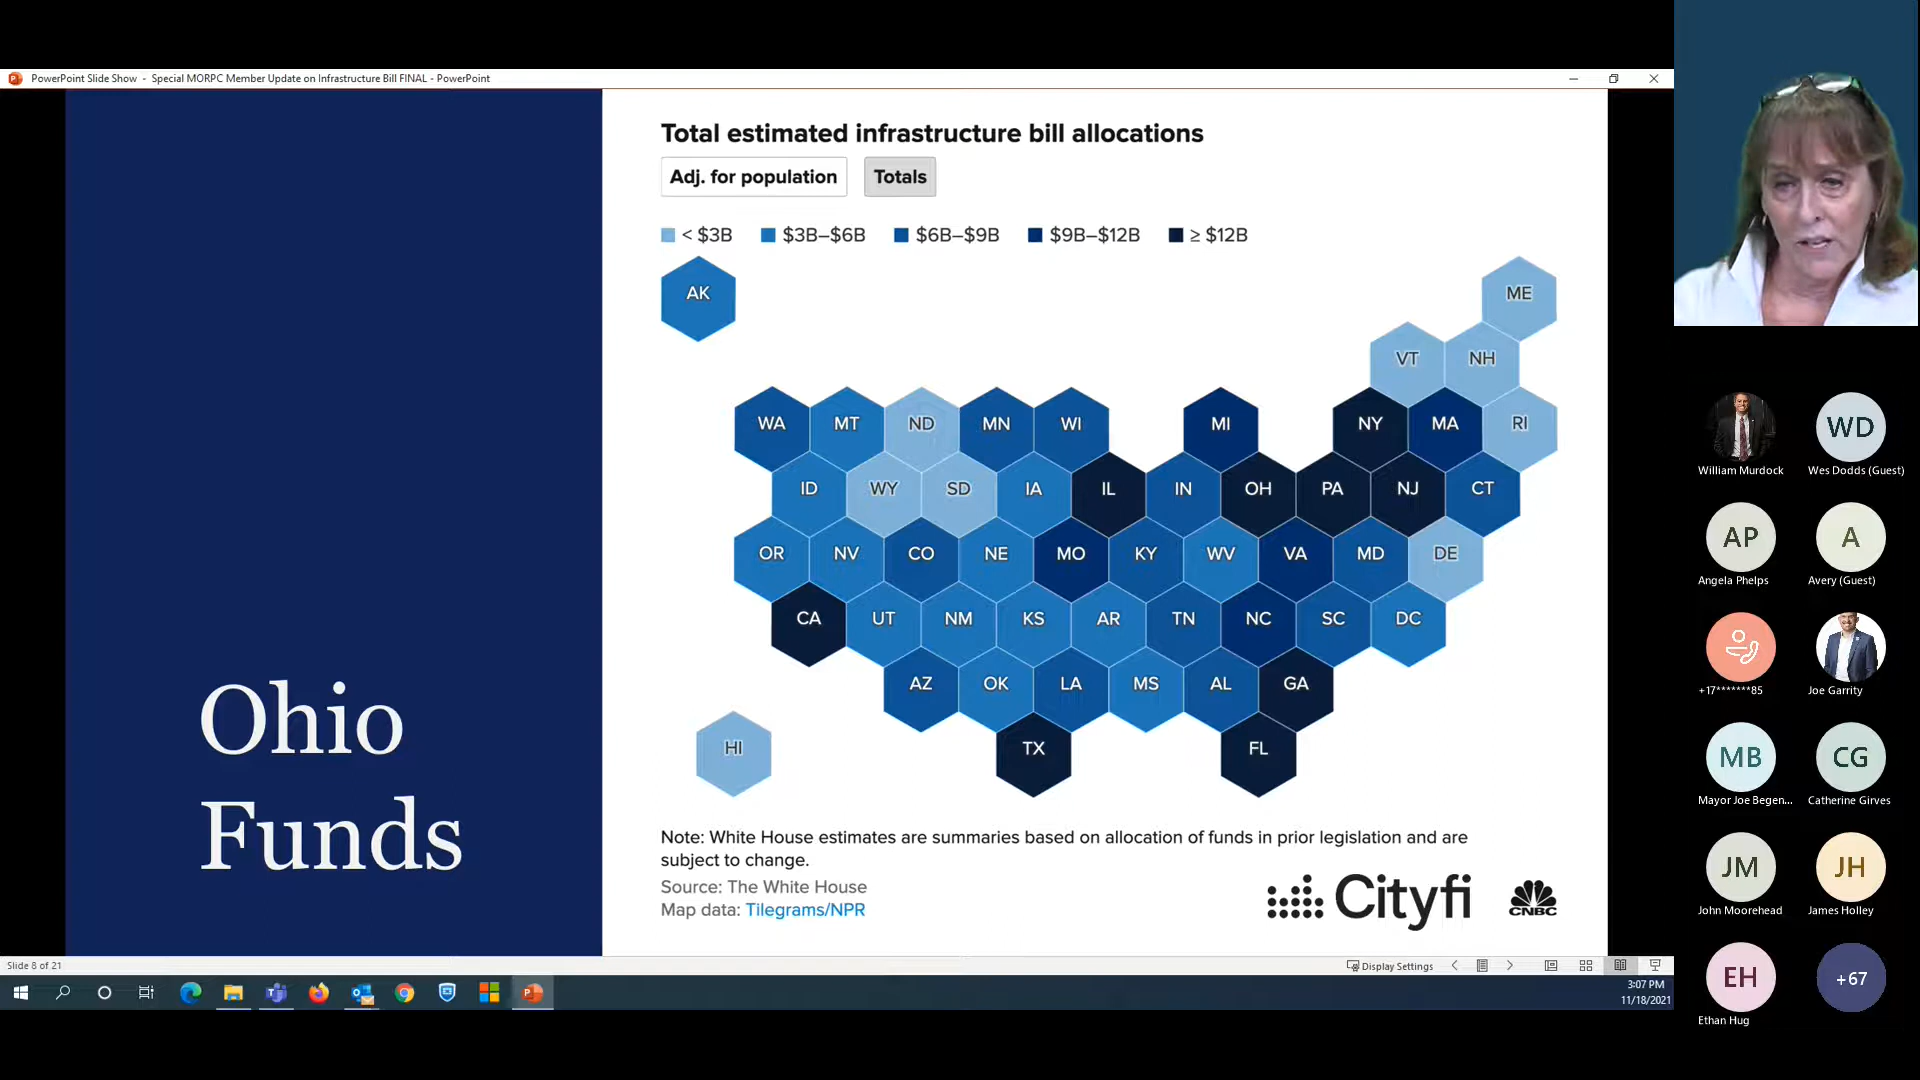 PowerPoint Slide Show - Special MORPC Member Update on Infrastructure Bill FINAL - PowerPoint
Ohio
Funds
Total estimated infrastructure bill allocations
Adj. for population Totals
< $3B $3B–$6B $6B–$9B $9B–$12B ≥ $12B
AK ME
VT NH
WA MT ND MN WI MI NY MA RI
ID WY SD IA IL IN OH PA NJ CT
OR NV CO NE MO KY WV VA MD DE
CA UT NM KS AR TN NC SC DC
AZ OK LA MS AL GA
HI TX FL
Note: White House estimates are summaries based on allocation of funds in prior legislation and are
subject to change.
Source: The White House
Map data: Tilegrams/NPR
Cityfi
CNBC
Slide 8 of 21
Display Settings
3:07 PM
11/18/2021
William Murdock
WD
Wes Dodds (Guest)
AP
Angela Phelps
A
Avery (Guest)
+17*******85
Joe Garrity
MB
Mayor Joe Begen...
CG
Catherine Girves
JM
John Moorehead
JH
James Holley
EH
Ethan Hug
+67